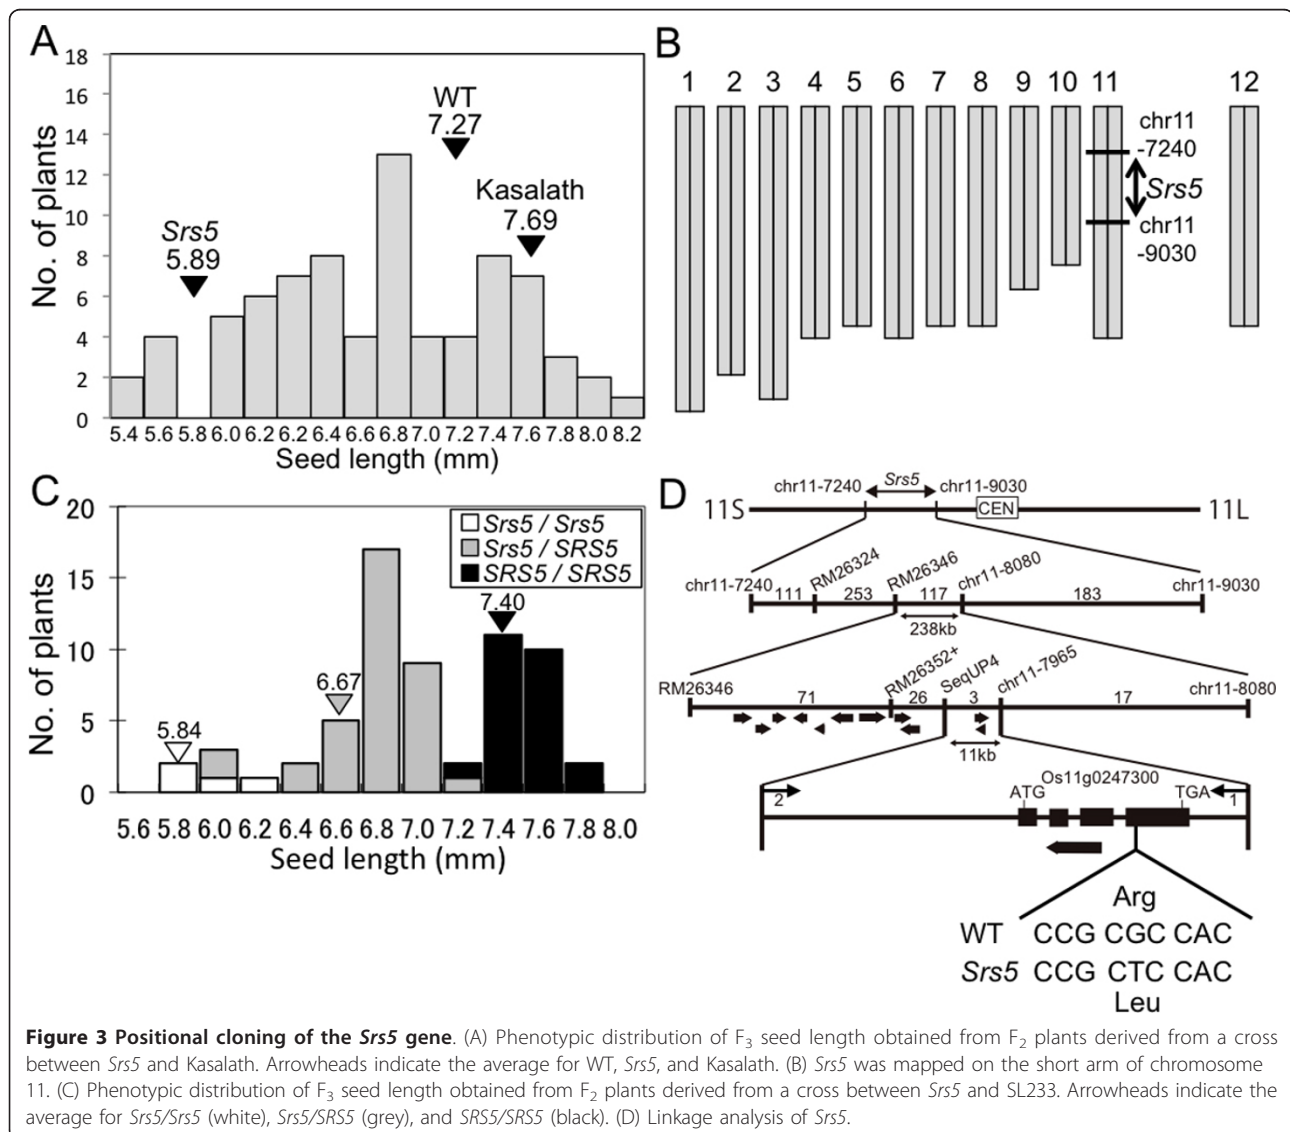 A
18
16
14
12
10
8
6
4
2
0
No. of plants
WT
7.27
Kasalath
7.69
Srs5
5.89
5.4 5.6 5.8 6.0 6.2 6.2 6.4 6.6 6.8 7.0 7.2 7.4 7.6 7.8 8.0 8.2
Seed length (mm)
B
1 2 3 4 5 6 7 8 9 10 11 12
chr11
-7240
Srs5
chr11
-9030
C
20
15
10
5
0
No. of plants
Srs5 / Srs5
Srs5 / SRS5
SRS5 / SRS5
7.40
6.67
5.84
5.6 5.8 6.0 6.2 6.4 6.6 6.8 7.0 7.2 7.4 7.6 7.8 8.0
Seed length (mm)
D
chr11-7240 Srs5 chr11-9030
11S CEN 11L
chr11-7240 RM26324 RM26346 chr11-8080 chr11-9030
111 253 117 183
238kb
RM26346 RM26352+ SeqUP4 chr11-7965 chr11-8080
71 26 3 17
11kb
Os11g0247300
2 ATG TGA 1
Arg
WT CCG CGC CAC
Srs5 CCG CTC CAC
Leu
Figure 3 Positional cloning of the Srs5 gene. (A) Phenotypic distribution of F3 seed length obtained from F2 plants derived from a cross
between Srs5 and Kasalath. Arrowheads indicate the average for WT, Srs5, and Kasalath. (B) Srs5 was mapped on the short arm of chromosome
11. (C) Phenotypic distribution of F3 seed length obtained from F2 plants derived from a cross between Srs5 and SL233. Arrowheads indicate the
average for Srs5/Srs5 (white), Srs5/SRS5 (grey), and SRS5/SRS5 (black). (D) Linkage analysis of Srs5.